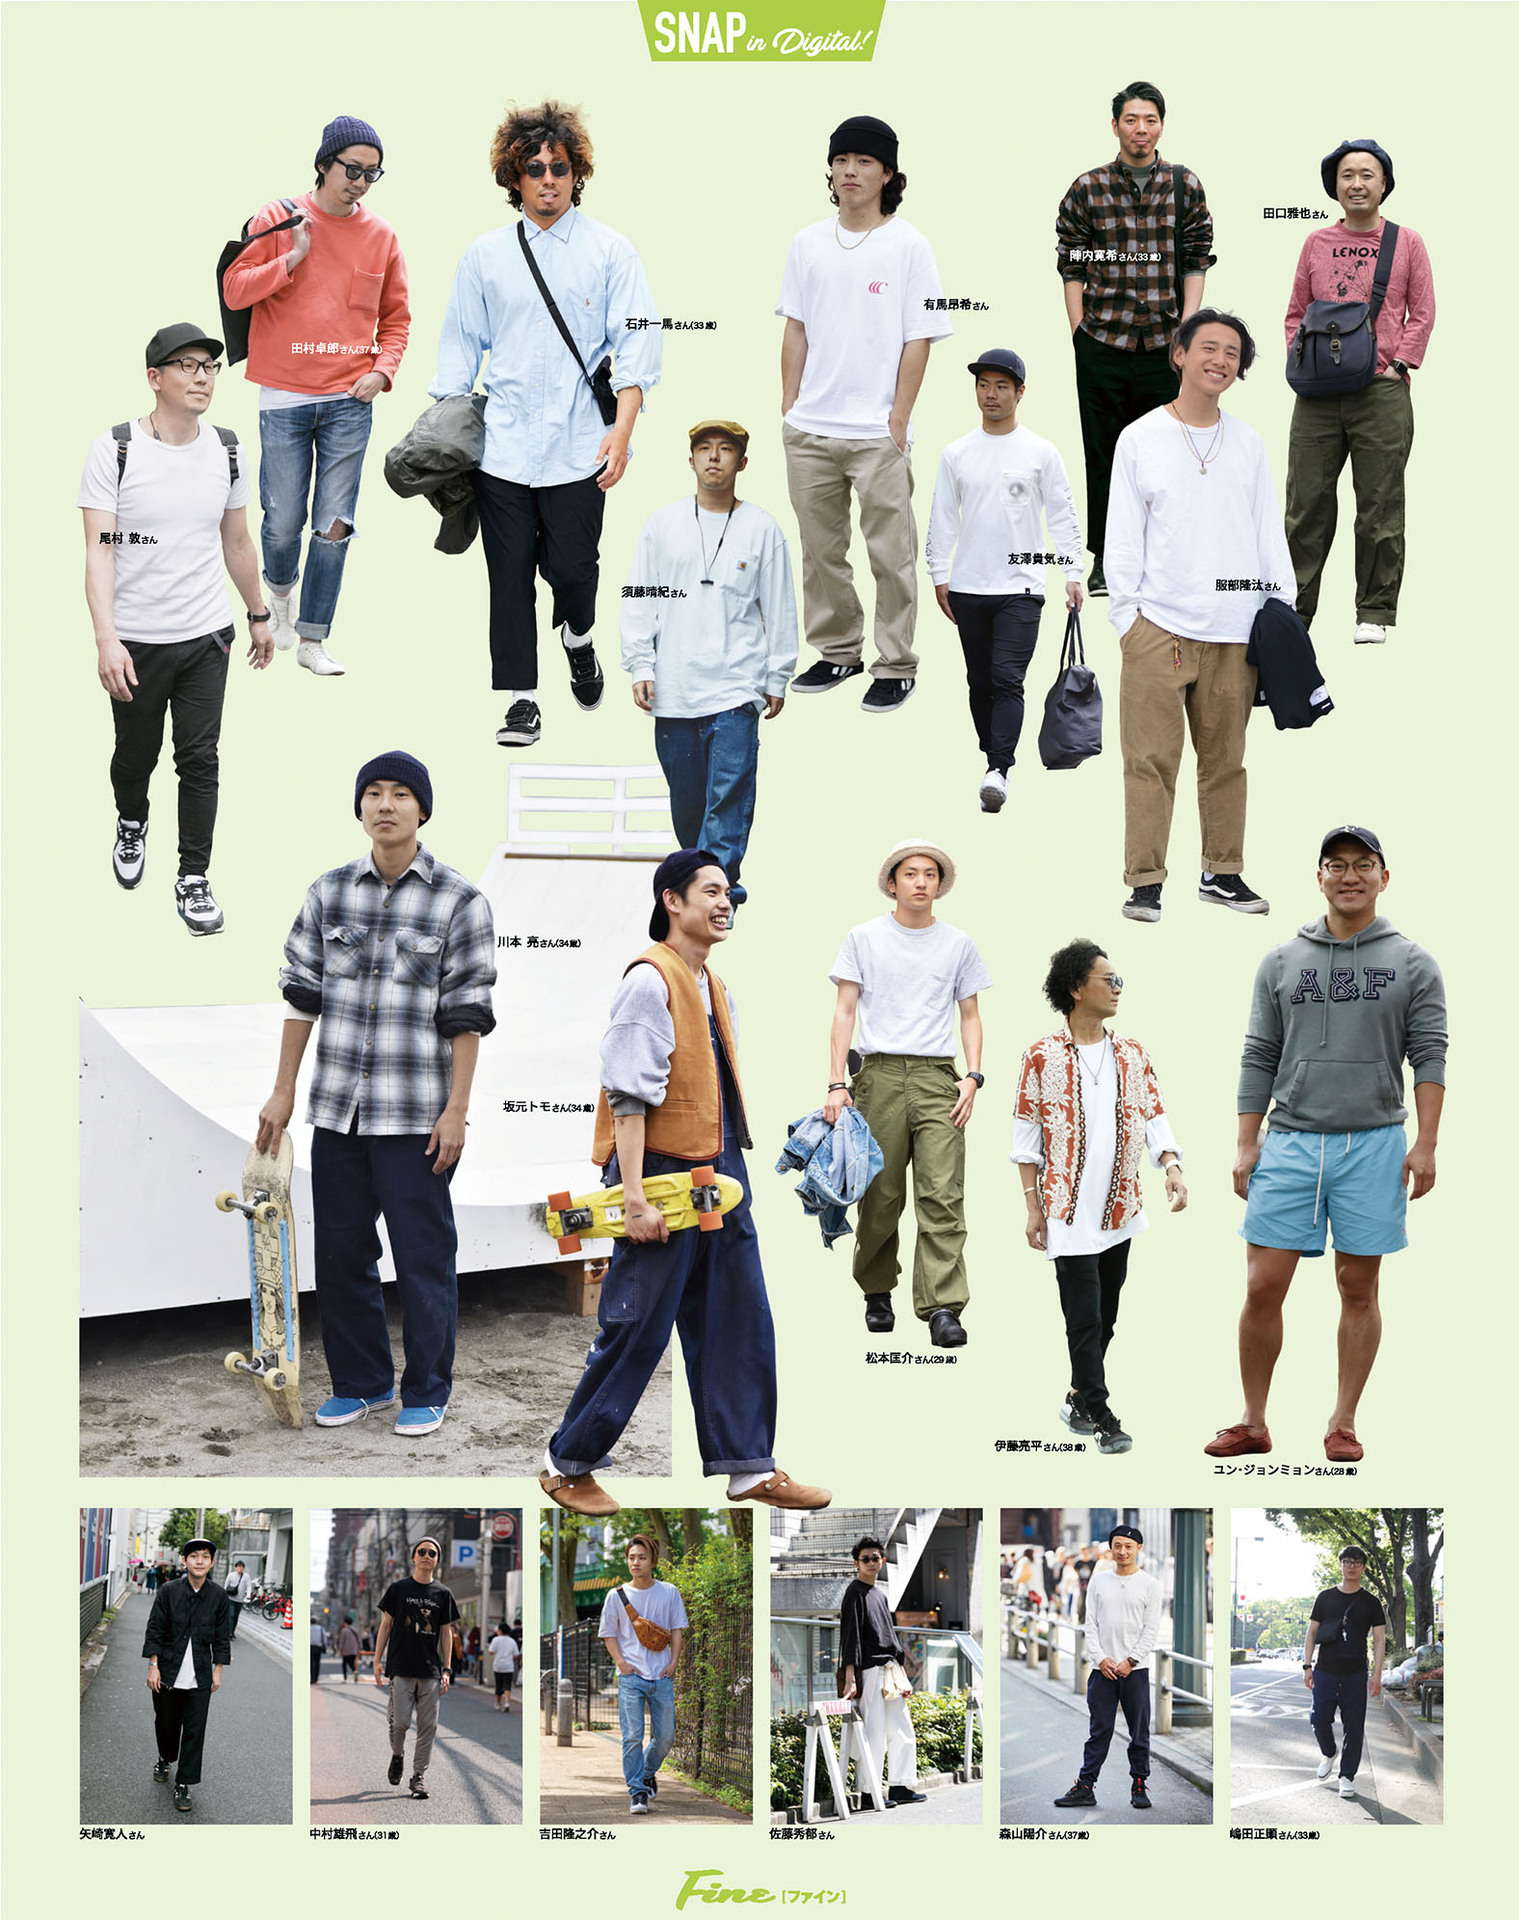 SNAP in Digital!
田口雅也さん
陣内寛希さん(33歳)
有馬昂希さん
石井一馬さん(33歳)
田村卓郎さん(37歳)
LENOX
尾村 敦さん
友澤貴気さん
服部隆汰さん
須藤晴紀さん
川本 亮さん(34歳)
A&F
坂元トモさん(34歳)
松本匡介さん(29歳)
伊藤亮平さん(38歳)
ユン・ジョンミョンさん(28歳)
P
矢崎寛人さん
中村雄飛さん(31歳)
吉田隆之介さん
佐藤秀郁さん
森山陽介さん(37歳)
嶋田正顕さん(33歳)
Fine [ファイン]